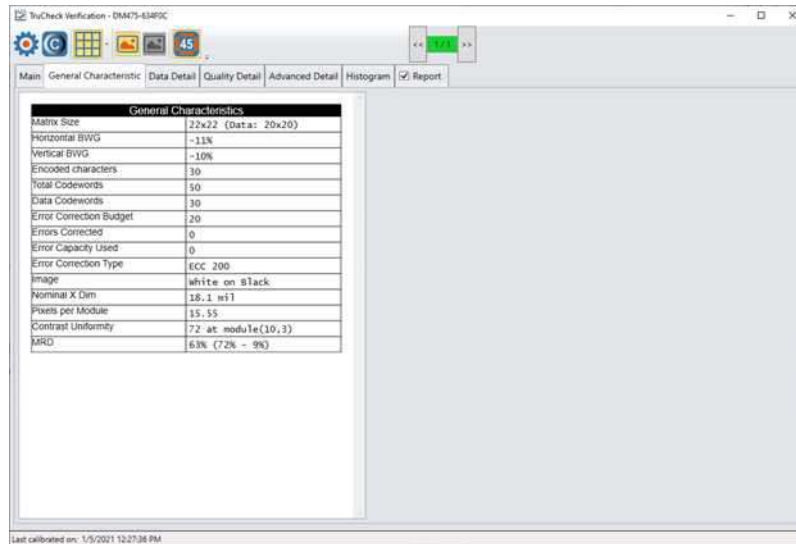 TruCheck Verification - DM475-634F0C
45
<< 1/1 >>
Main General Characteristic Data Detail Quality Detail Advanced Detail Histogram Report
General Characteristics
Matrix Size 22x22 (Data: 20x20)
Horizontal BWG -11%
Vertical BWG -10%
Encoded characters 30
Total Codewords 50
Data Codewords 30
Error Correction Budget 20
Errors Corrected 0
Error Capacity Used 0
Error Correction Type ECC 200
Image White on Black
Nominal X Dim 18.1 mil
Pixels per Module 15.55
Contrast Uniformity 72 at module(10,3)
MRD 63% (72% - 9%)
Last calibrated on: 1/5/2021 12:27:36 PM